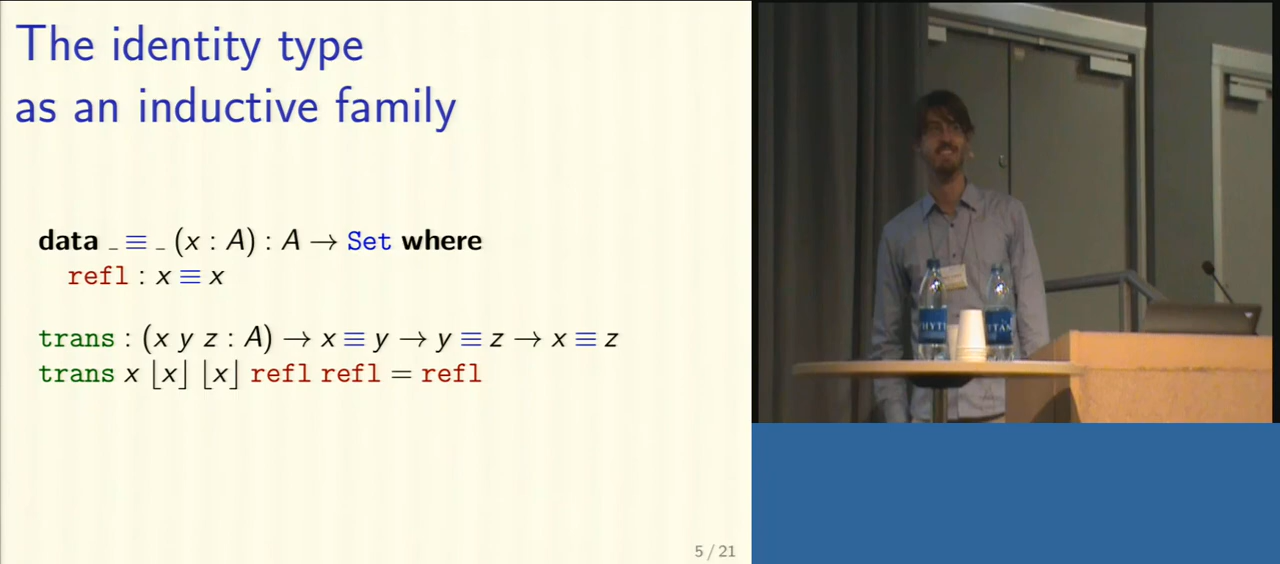 The identity type
as an inductive family
data _ ≡ _ (x : A) : A → Set where
refl : x ≡ x
trans : (x y z : A) → x ≡ y → y ≡ z → x ≡ z
trans x ⌊x⌋ ⌊x⌋ refl refl = refl
5 / 21